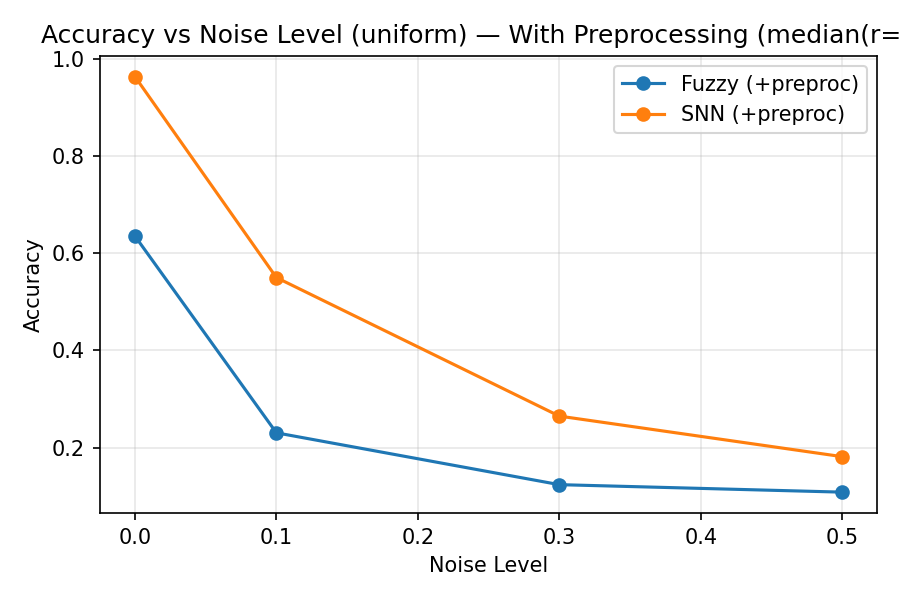 Accuracy vs Noise Level (uniform) — With Preprocessing (median(r=
1.0
0.8
0.6
0.4
0.2
Accuracy
Fuzzy (+preproc)
SNN (+preproc)
0.0 0.1 0.2 0.3 0.4 0.5
Noise Level